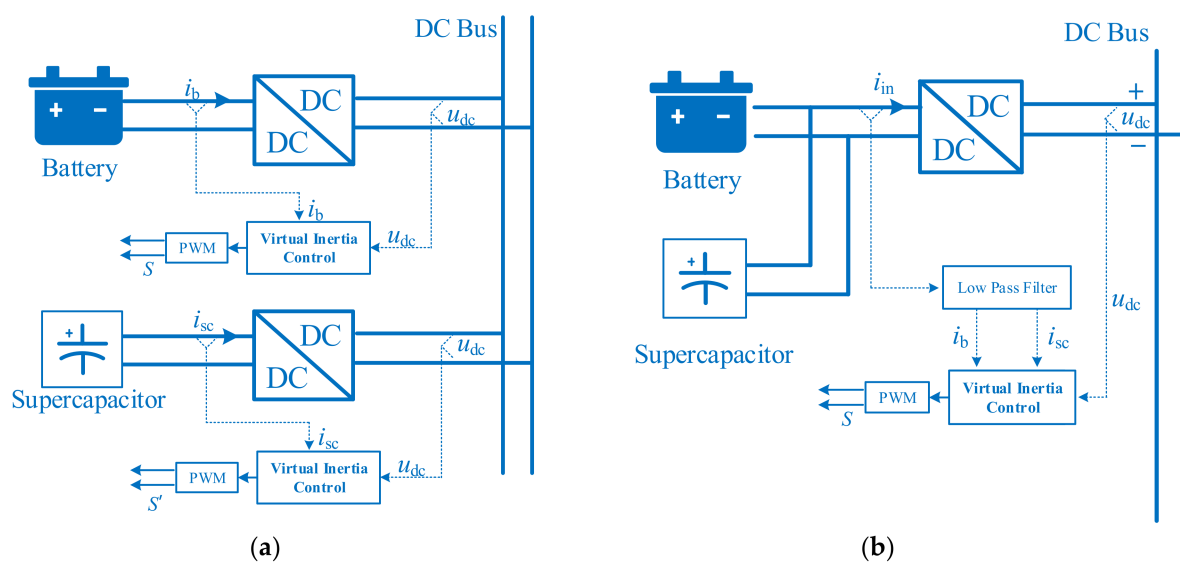 DC Bus
+ −
i_b
DC
DC
u_dc
Battery
i_b
PWM
Virtual Inertia
Control
u_dc
S
+
i_sc
DC
DC
u_dc
Supercapacitor
i_sc
PWM
Virtual Inertia
Control
u_dc
S′
(a)
DC Bus
+ −
i_in
DC
DC
+
u_dc
−
Battery
+
Low Pass Filter
u_dc
Supercapacitor
i_b
i_sc
PWM
Virtual Inertia
Control
S
(b)